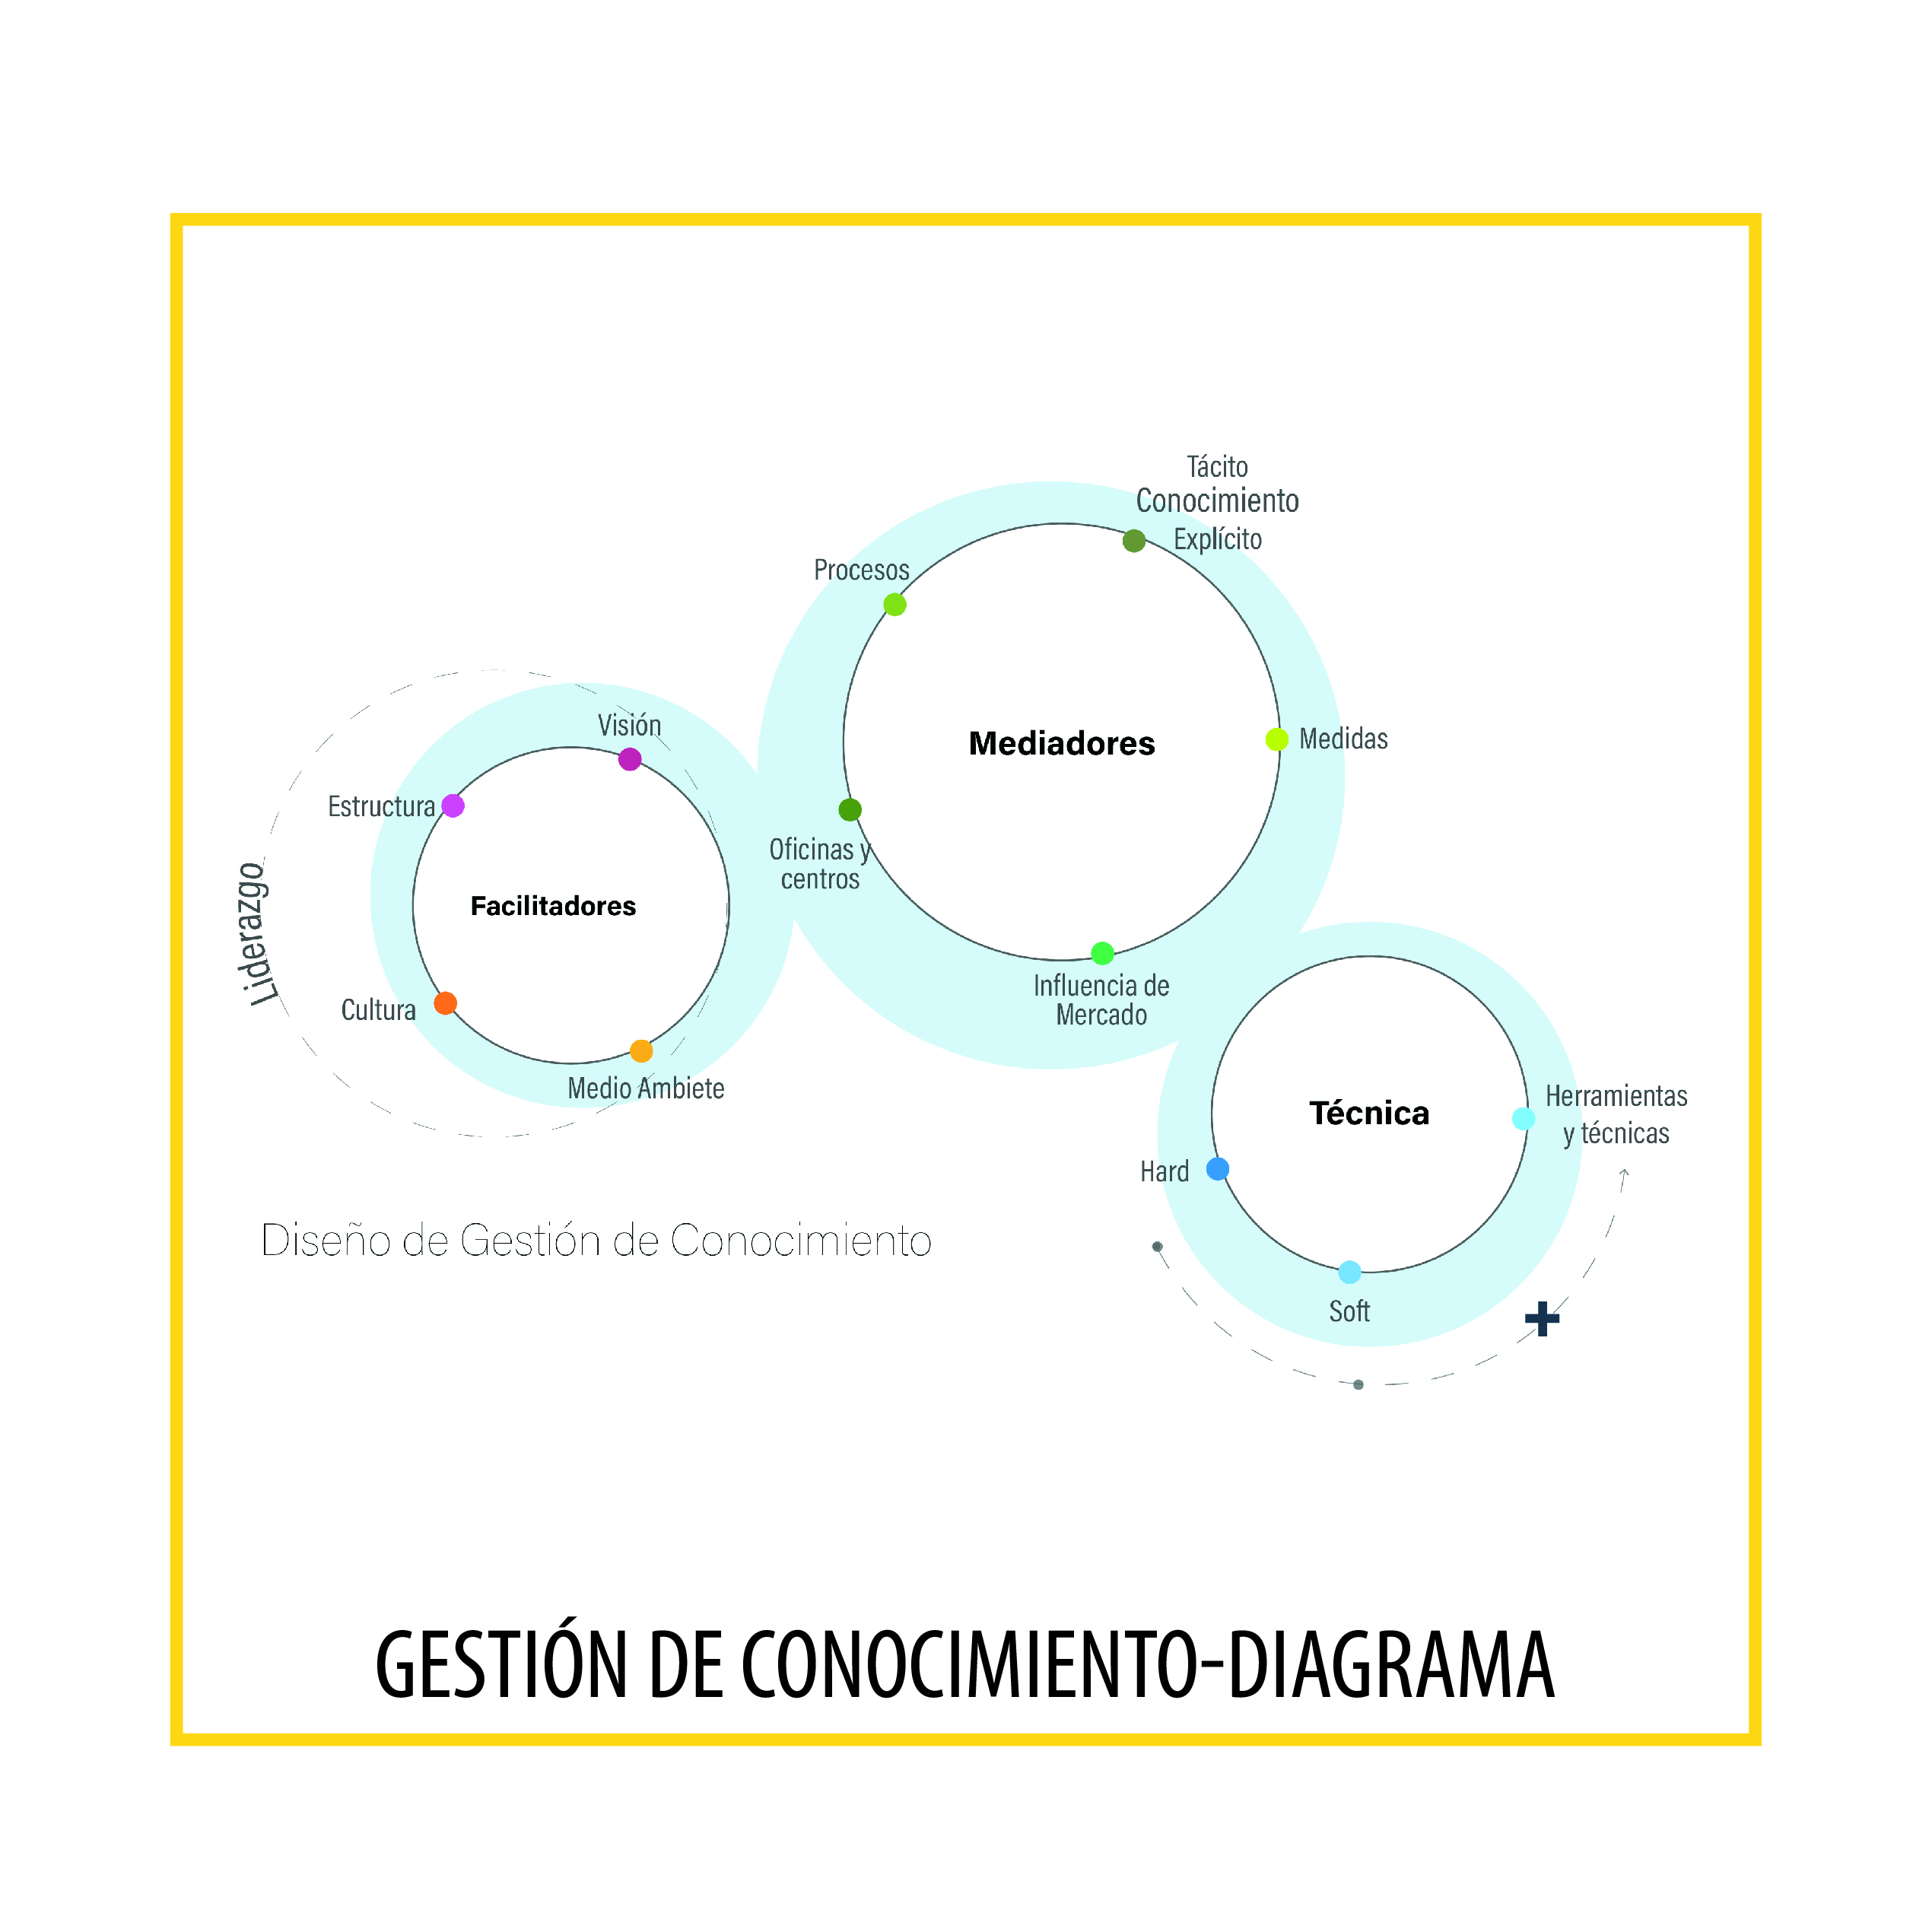 Tácito
Conocimiento
Explícito
Procesos
Mediadores
Medidas
Oficinas y
centros
Influencia de
Mercado
Liderazgo
Visión
Estructura
Facilitadores
Cultura
Medio Ambiete
Técnica
Herramientas
y técnicas
Hard
Soft
Diseño de Gestión de Conocimiento
GESTIÓN DE CONOCIMIENTO-DIAGRAMA